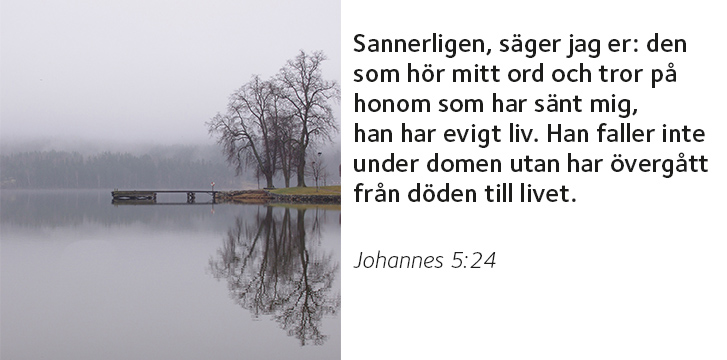 Sannerligen, säger jag er: den
som hör mitt ord och tror på
honom som har sänt mig,
han har evigt liv. Han faller inte
under domen utan har övergått
från döden till livet.
Johannes 5:24